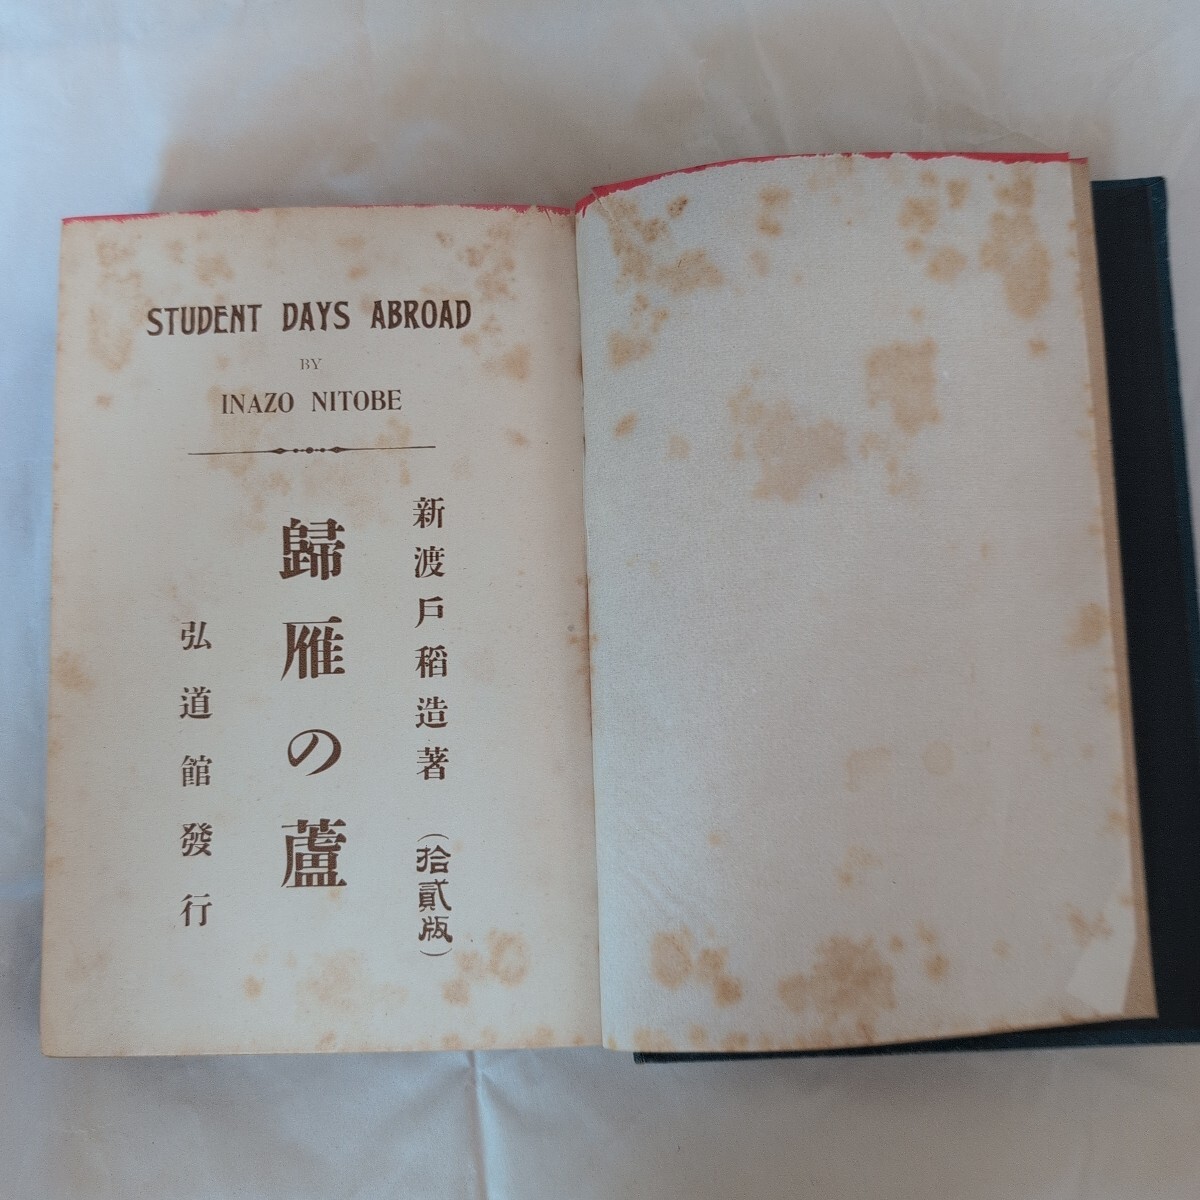 STUDENT DAYS ABROAD
BY
INAZO NITOBE
新渡戸稻造著（拾貳版）
歸雁の蘆
弘道館發行